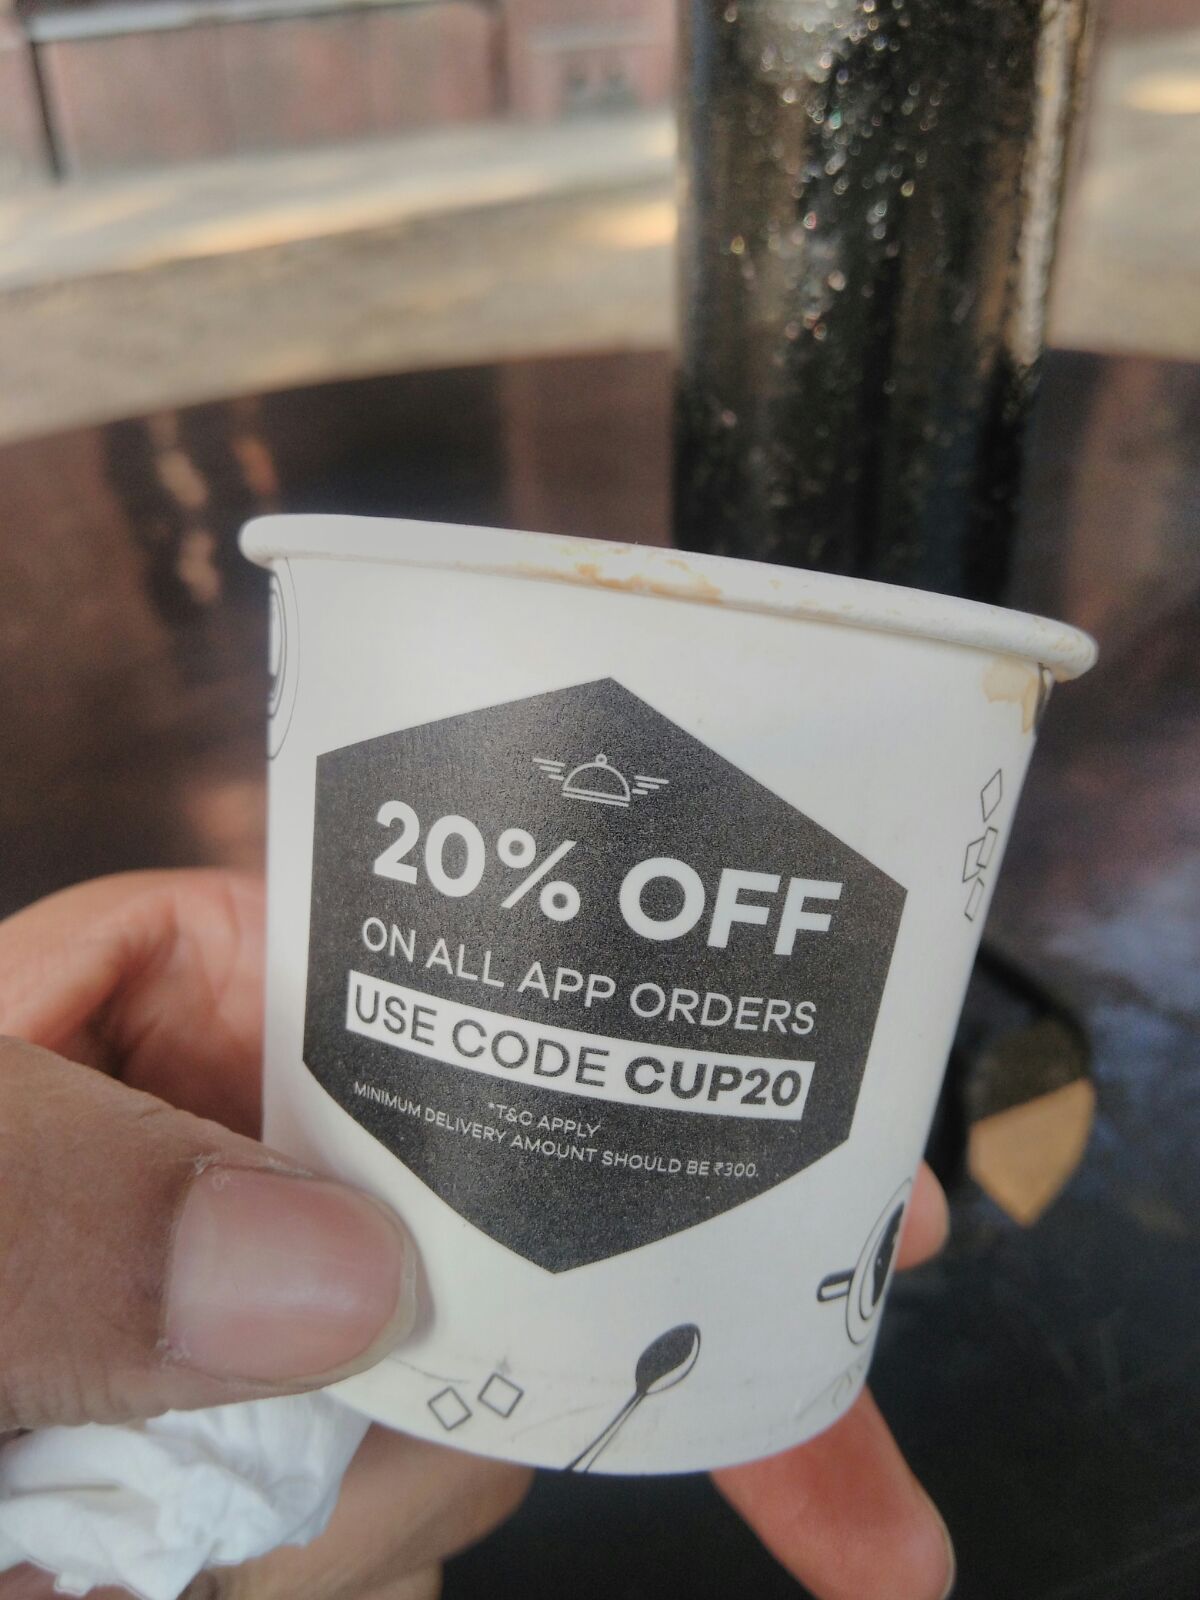 20% OFF
ON ALL APP ORDERS
USE CODE CUP20
*T&C APPLY
MINIMUM DELIVERY AMOUNT SHOULD BE ₹300.